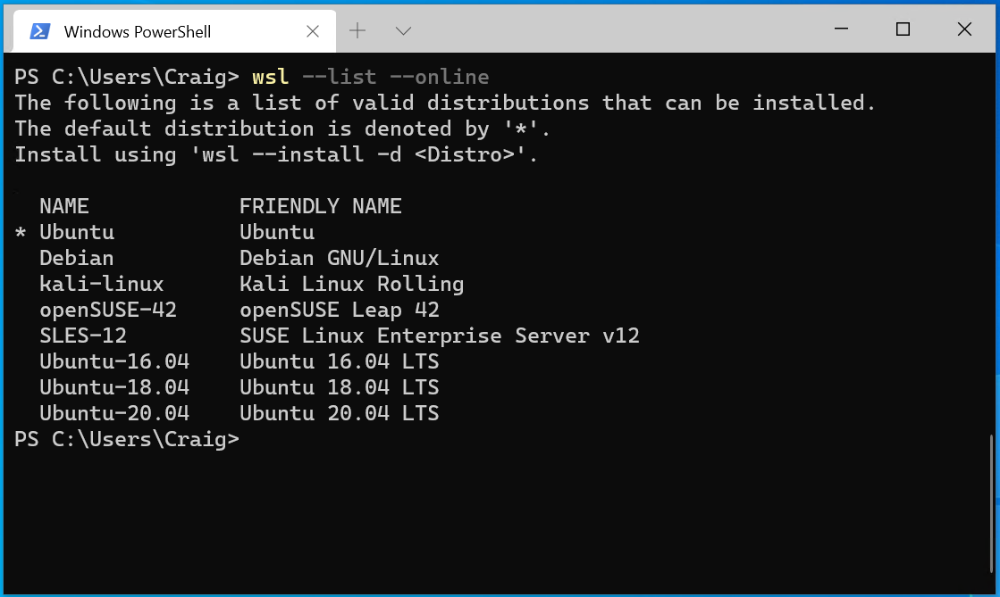 Windows PowerShell
PS C:\Users\Craig> wsl --list --online
The following is a list of valid distributions that can be installed.
The default distribution is denoted by '*'.
Install using 'wsl --install -d <Distro>'.
  NAME            FRIENDLY NAME
* Ubuntu          Ubuntu
  Debian          Debian GNU/Linux
  kali-linux      Kali Linux Rolling
  openSUSE-42     openSUSE Leap 42
  SLES-12         SUSE Linux Enterprise Server v12
  Ubuntu-16.04    Ubuntu 16.04 LTS
  Ubuntu-18.04    Ubuntu 18.04 LTS
  Ubuntu-20.04    Ubuntu 20.04 LTS
PS C:\Users\Craig>